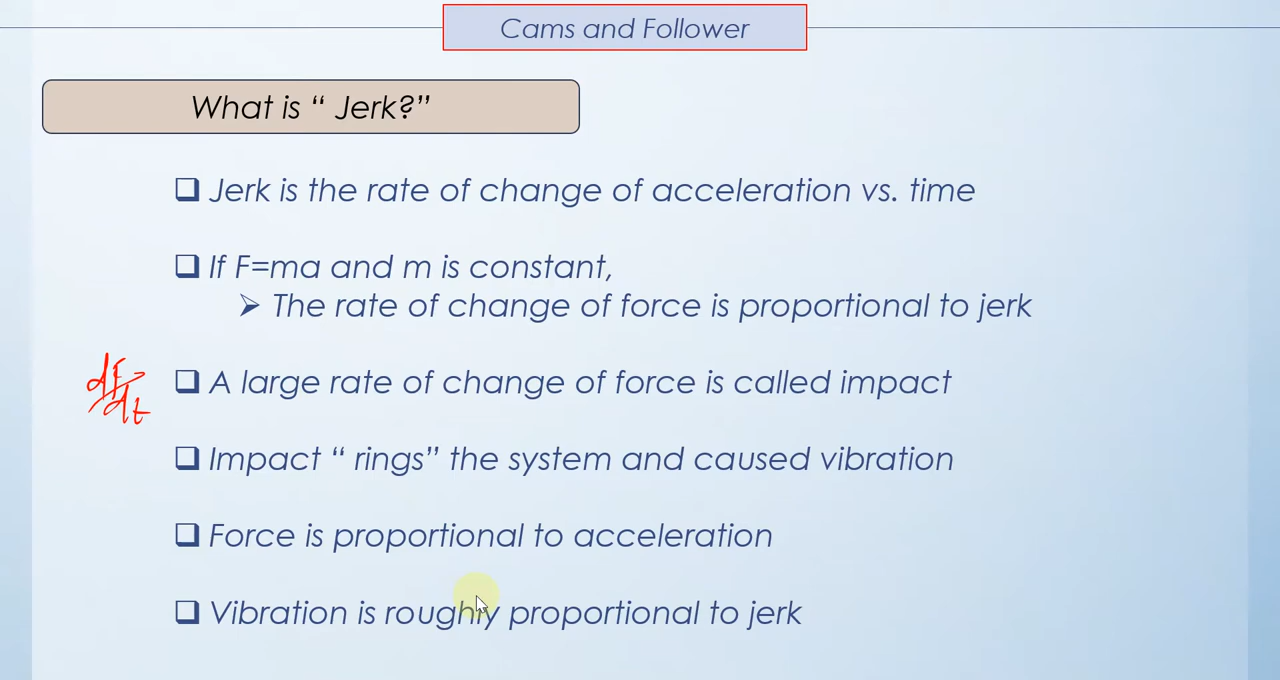 Cams and Follower
What is “ Jerk?”
❑ Jerk is the rate of change of acceleration vs. time
❑ If F=ma and m is constant,
➢ The rate of change of force is proportional to jerk
dF/dt
❑ A large rate of change of force is called impact
❑ Impact “ rings” the system and caused vibration
❑ Force is proportional to acceleration
❑ Vibration is roughly proportional to jerk